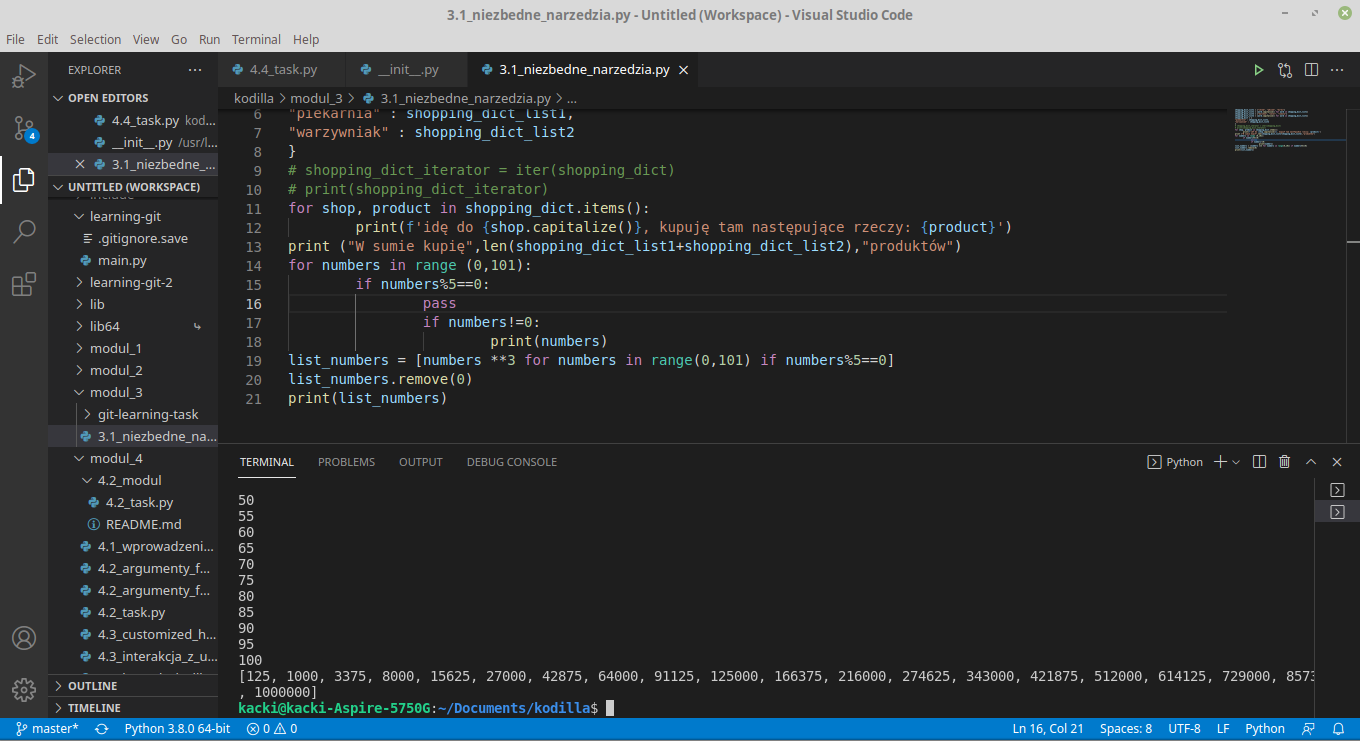 3.1_niezbedne_narzedzia.py - Untitled (Workspace) - Visual Studio Code
File Edit Selection View Go Run Terminal Help
EXPLORER ···
4.4_task.py __init__.py 3.1_niezbedne_narzedzia.py
OPEN EDITORS
kodilla > modul_3 > 3.1_niezbedne_narzedzia.py > ...
4.4_task.py kod...
__init__.py /usr/l...
3.1_niezbedne_...
4
UNTITLED (WORKSPACE)
include
learning-git
.gitignore.save
main.py
learning-git-2
lib
lib64
modul_1
modul_2
modul_3
git-learning-task
3.1_niezbedne_na...
modul_4
4.2_modul
4.2_task.py
README.md
4.1_wprowadzeni...
4.2_argumenty_f...
4.2_argumenty_f...
4.2_task.py
4.3_customized_h...
4.3_interakcja_z_u...
OUTLINE
TIMELINE
6 "piekarnia" : shopping_dict_list1,
7 "warzywniak" : shopping_dict_list2
8 }
9 # shopping_dict_iterator = iter(shopping_dict)
10 # print(shopping_dict_iterator)
11 for shop, product in shopping_dict.items():
12 print(f'idę do {shop.capitalize()}, kupuję tam następujące rzeczy: {product}')
13 print ("W sumie kupię",len(shopping_dict_list1+shopping_dict_list2),"produktów")
14 for numbers in range (0,101):
15 if numbers%5==0:
16 pass
17 if numbers!=0:
18 print(numbers)
19 list_numbers = [numbers **3 for numbers in range(0,101) if numbers%5==0]
20 list_numbers.remove(0)
21 print(list_numbers)
TERMINAL PROBLEMS OUTPUT DEBUG CONSOLE Python
50
55
60
65
70
75
80
85
90
95
100
[125, 1000, 3375, 8000, 15625, 27000, 42875, 64000, 91125, 125000, 166375, 216000, 274625, 343000, 421875, 512000, 614125, 729000, 8573
, 1000000]
kacki@kacki-Aspire-5750G:~/Documents/kodilla$
master* Python 3.8.0 64-bit 0 0 Ln 16, Col 21 Spaces: 8 UTF-8 LF Python